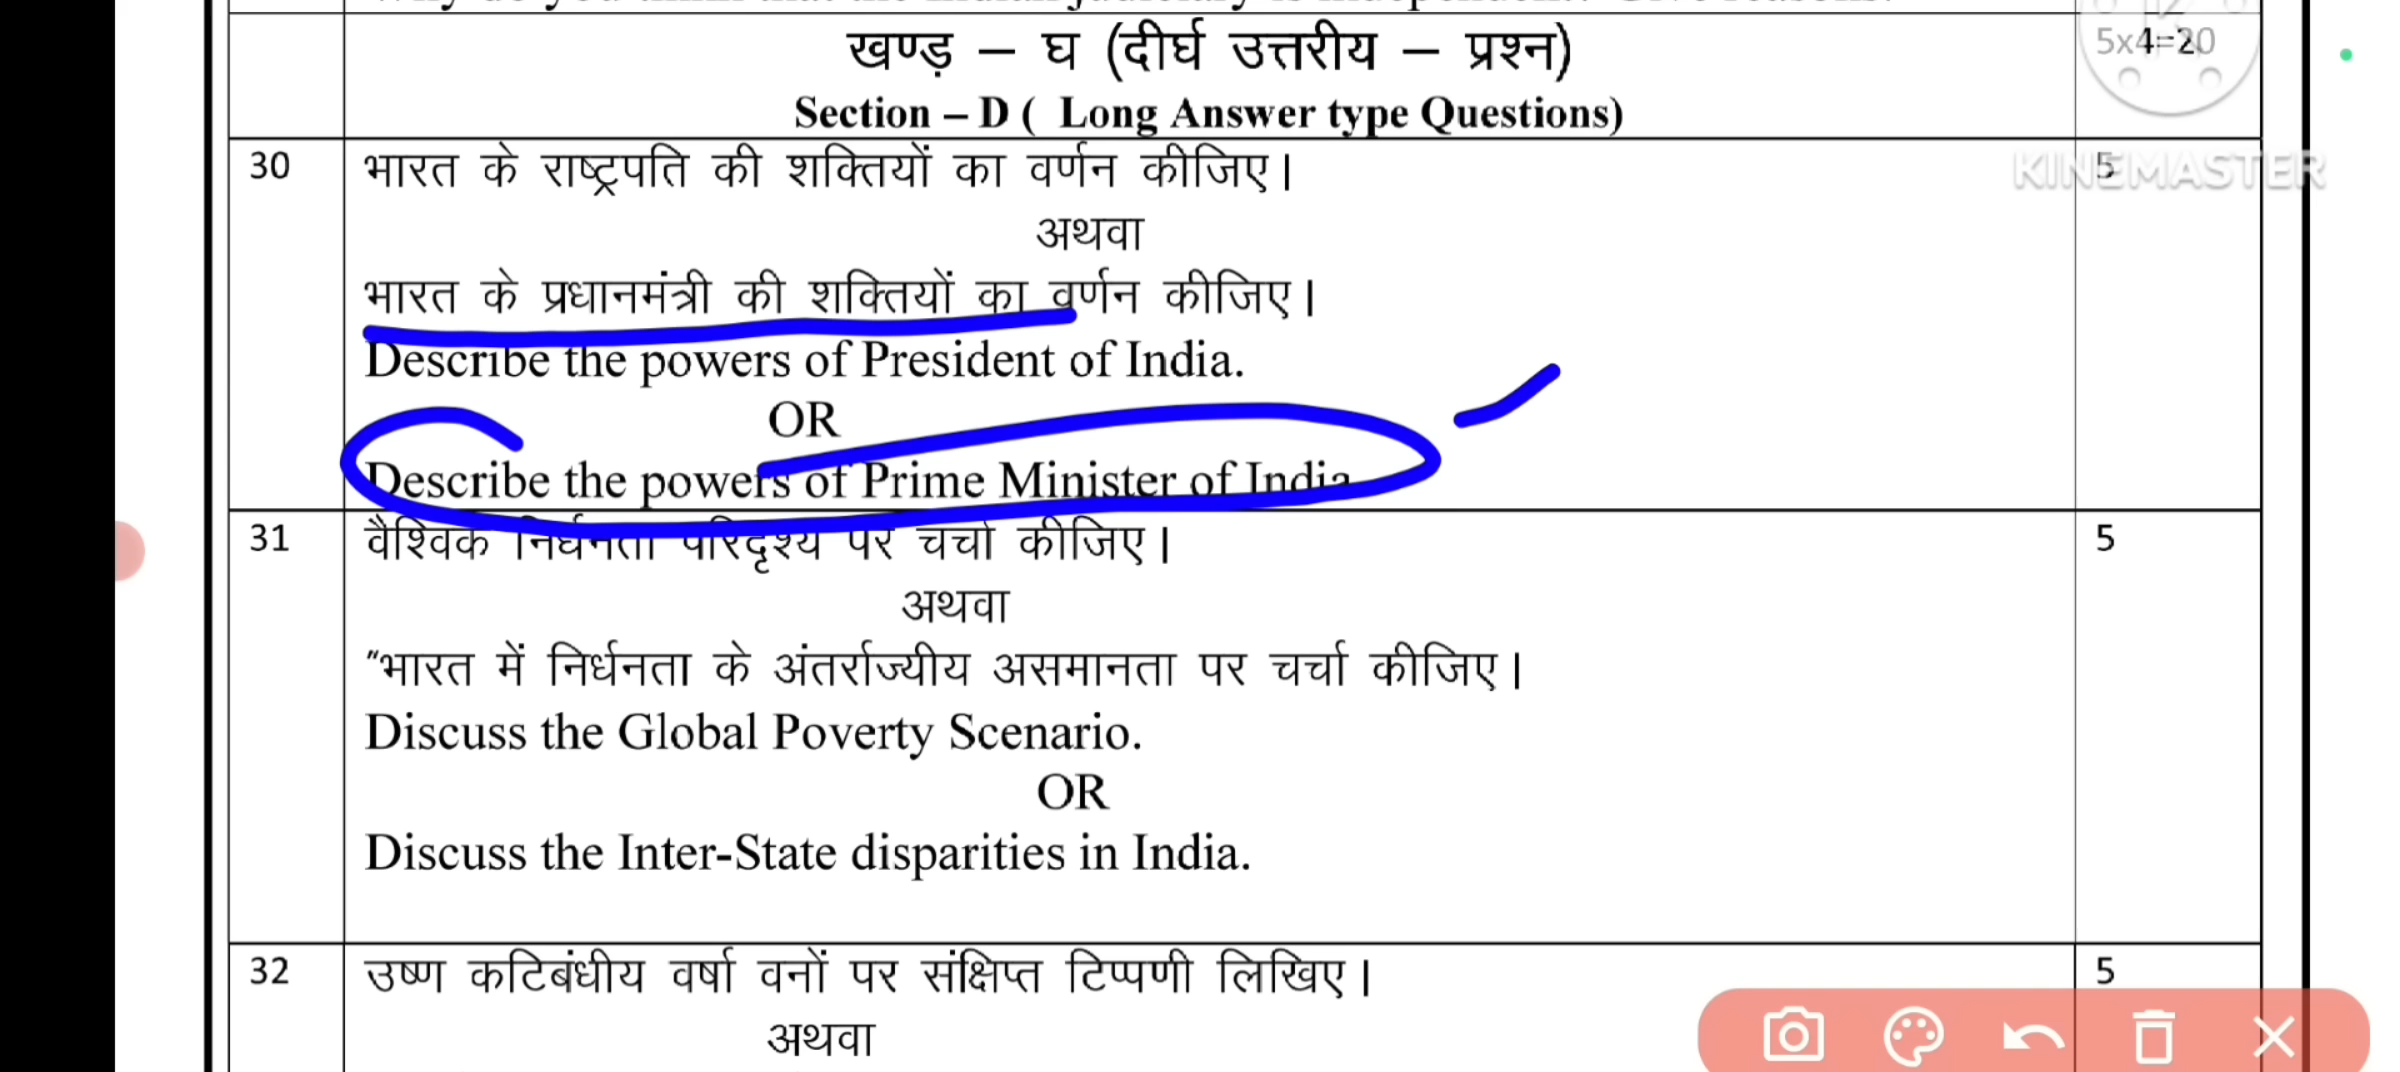 खण्ड – घ (दीर्घ उत्तरीय – प्रश्न)
5x4=20
Section – D ( Long Answer type Questions)
30
भारत के राष्ट्रपति की शक्तियों का वर्णन कीजिए।
5
KINEMASTER
अथवा
भारत के प्रधानमंत्री की शक्तियों का वर्णन कीजिए।
Describe the powers of President of India.
OR
Describe the powers of Prime Minister of India
31
वैश्विक निर्धनता परिदृश्य पर चर्चा कीजिए।
5
अथवा
“भारत में निर्धनता के अंतर्राज्यीय असमानता पर चर्चा कीजिए।
Discuss the Global Poverty Scenario.
OR
Discuss the Inter-State disparities in India.
32
उष्ण कटिबंधीय वर्षा वनों पर संक्षिप्त टिप्पणी लिखिए।
5
अथवा